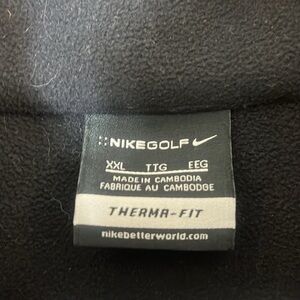 NIKEGOLF
XXL TTG EEG
MADE IN CAMBODIA
FABRIQUE AU CAMBODGE
THERMA-FIT
nikebetterworld.com